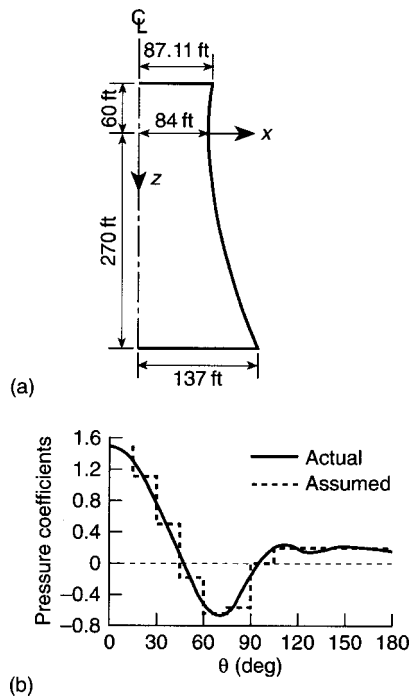 ℄
87.11 ft
60 ft
84 ft
x
z
270 ft
137 ft
(a)
Pressure coefficients
1.6
1.2
0.8
0.4
0
−0.4
−0.8
Actual
Assumed
0 30 60 90 120 150 180
θ (deg)
(b)